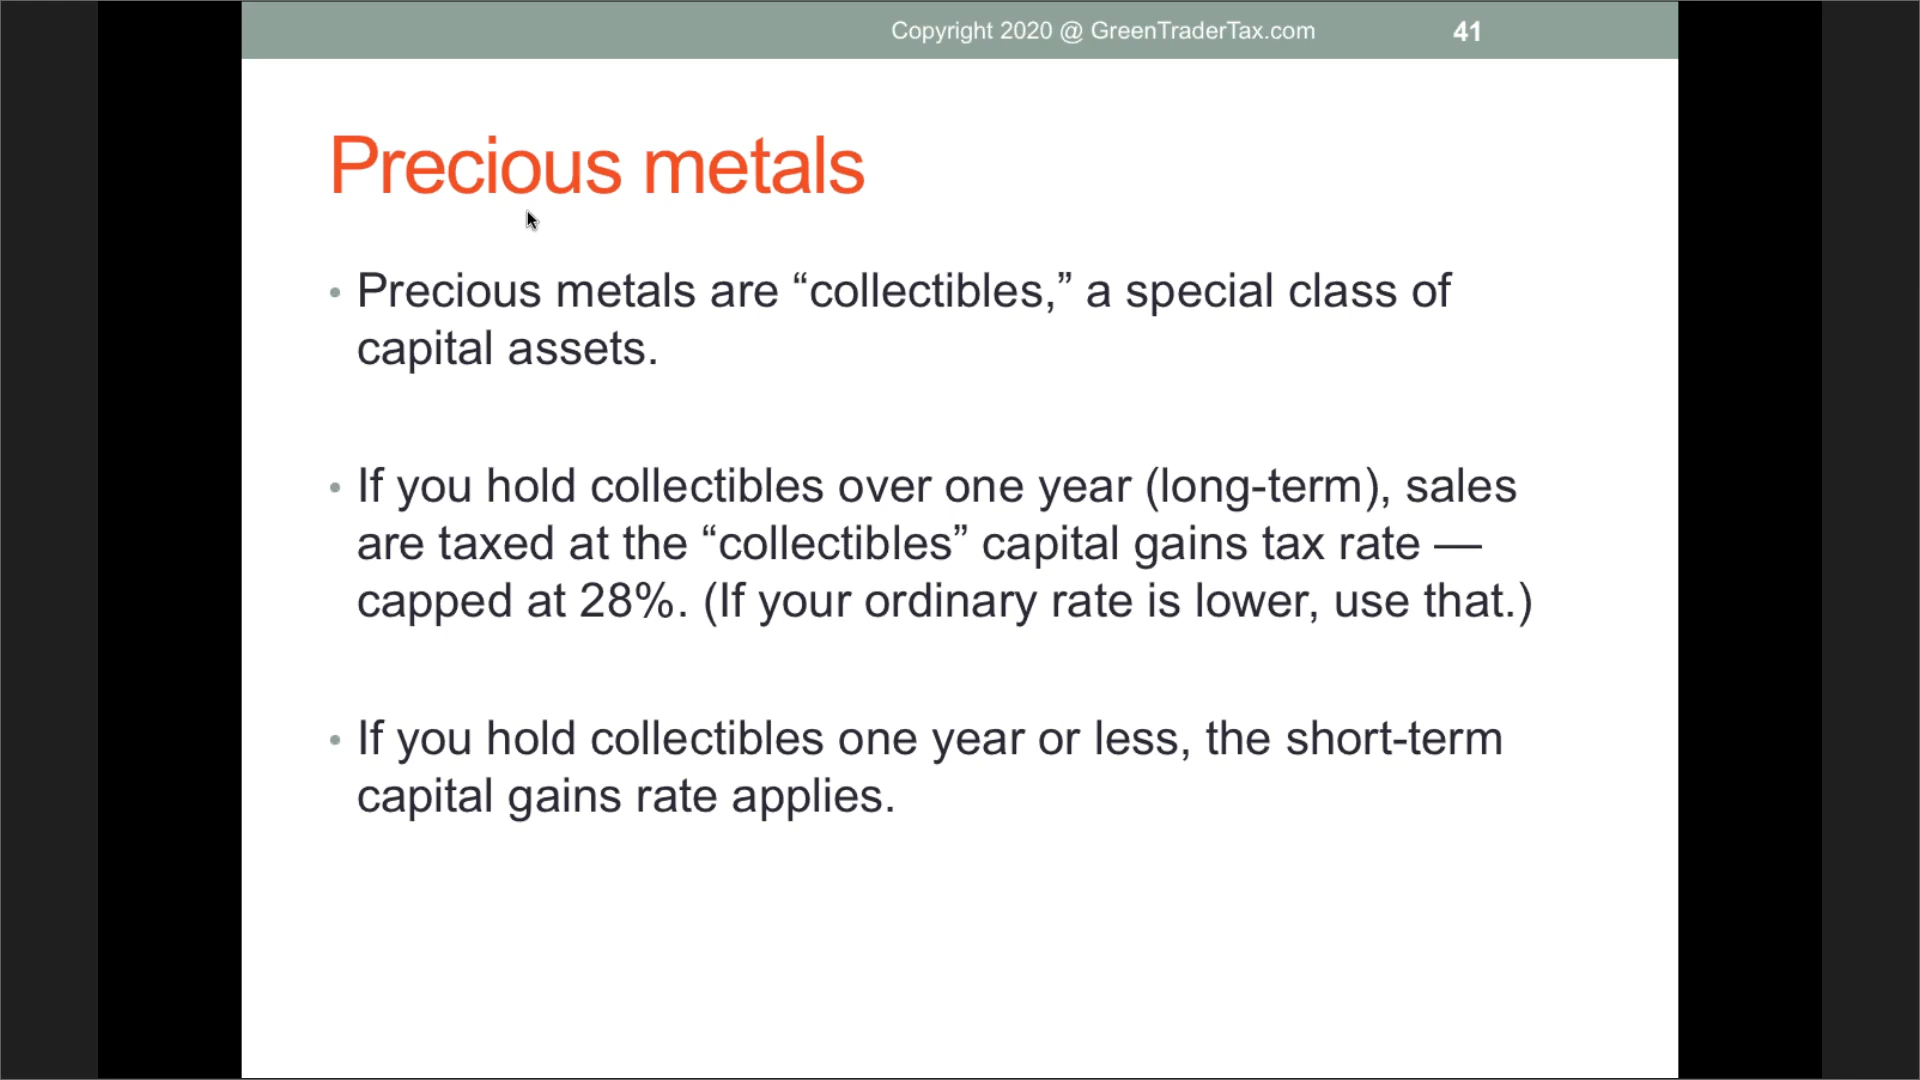 Copyright 2020 @ GreenTraderTax.com 41
Precious metals
• Precious metals are “collectibles,” a special class of
capital assets.
• If you hold collectibles over one year (long-term), sales
are taxed at the “collectibles” capital gains tax rate —
capped at 28%. (If your ordinary rate is lower, use that.)
• If you hold collectibles one year or less, the short-term
capital gains rate applies.